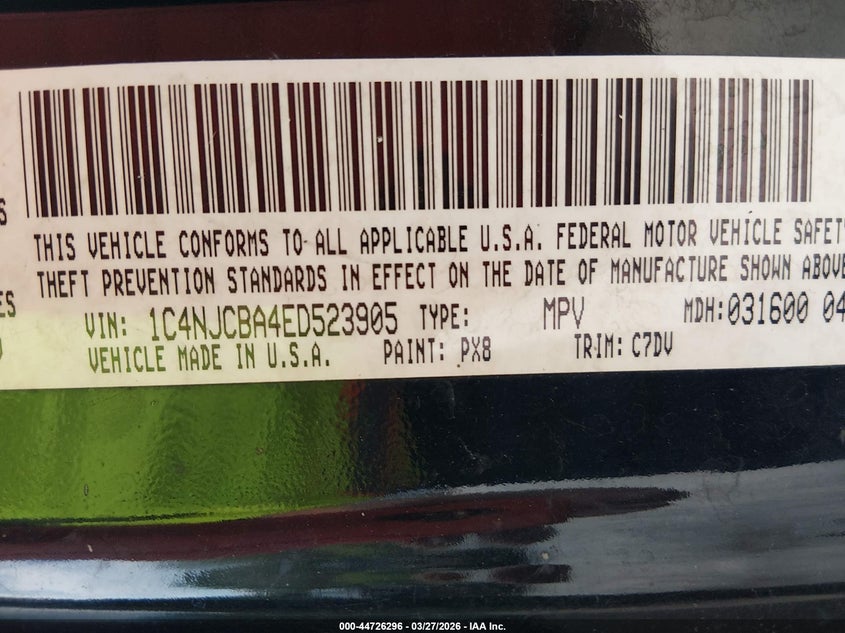 S
THIS VEHICLE CONFORMS TO ALL APPLICABLE U.S.A. FEDERAL MOTOR VEHICLE SAFETY
THEFT PREVENTION STANDARDS IN EFFECT ON THE DATE OF MANUFACTURE SHOWN ABOVE
ES
VIN: 1C4NJCBA4ED523905 TYPE: MPV MDH: 031600 04
VEHICLE MADE IN U.S.A. PAINT: PX8 TRIM: C7DV
000-44726296 - 03/27/2026 - IAA Inc.